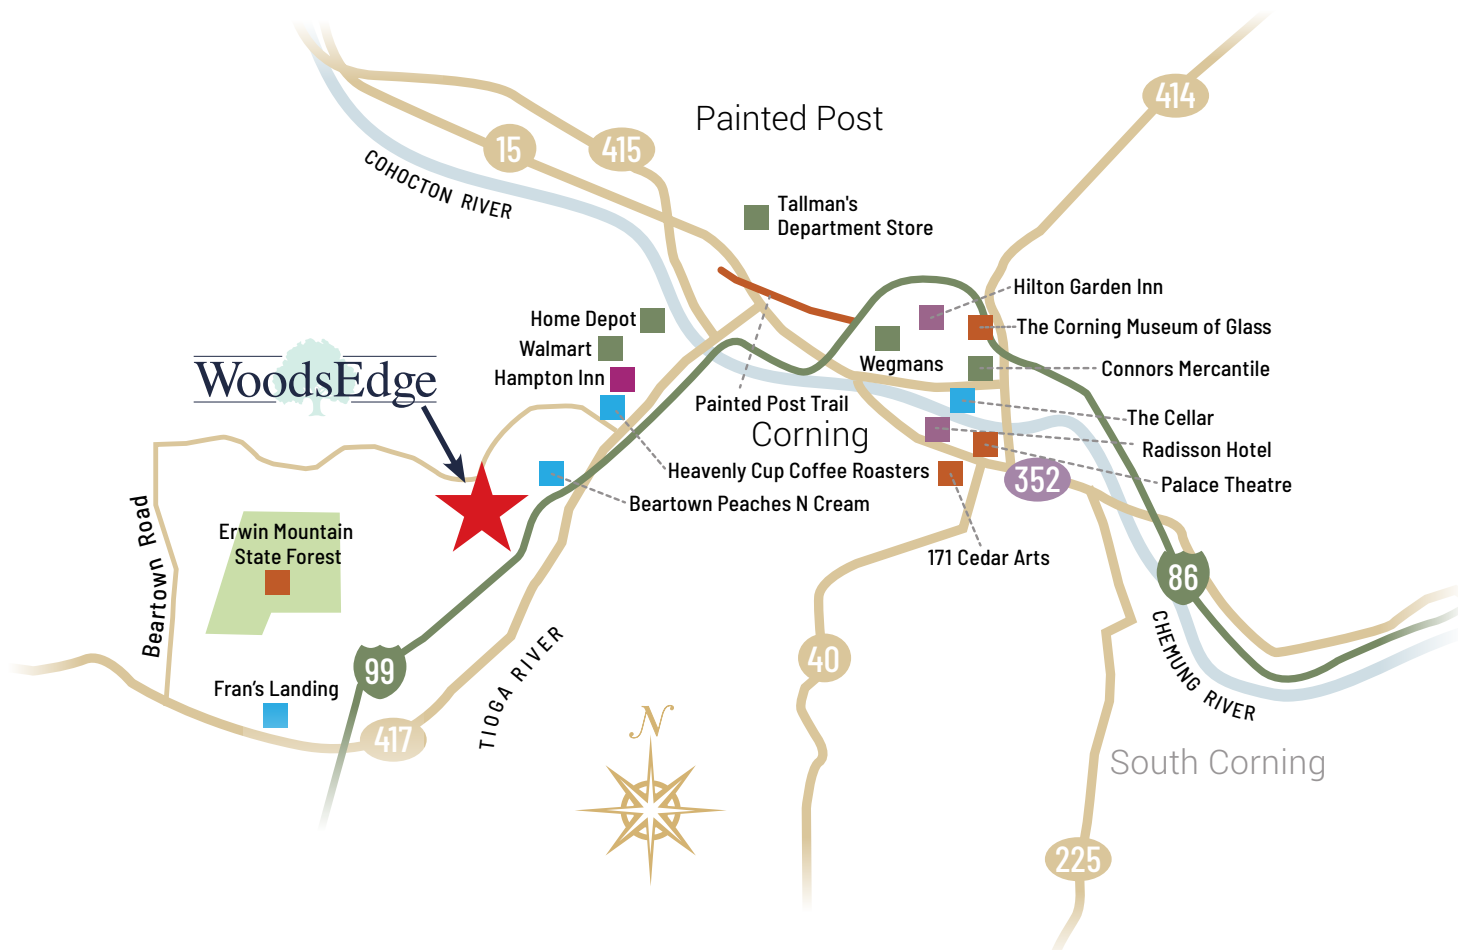 414
Painted Post
15
415
COHOCTON RIVER
Tallman's
Department Store
Hilton Garden Inn
Home Depot
The Corning Museum of Glass
Walmart
Wegmans
Connors Mercantile
WoodsEdge
Hampton Inn
Painted Post Trail
The Cellar
Corning
Radisson Hotel
Heavenly Cup Coffee Roasters
352
Palace Theatre
Beartown Peaches N Cream
Beartown Road
Erwin Mountain
State Forest
171 Cedar Arts
86
99
40
CHEMUNG RIVER
TIOGA RIVER
Fran’s Landing
417
N
South Corning
225